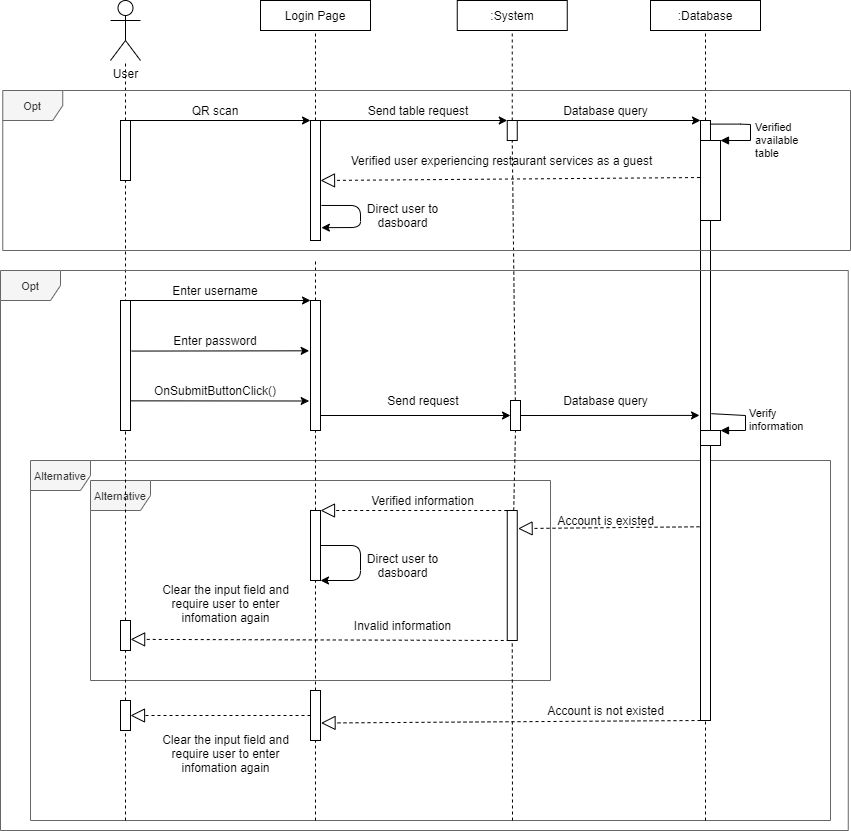 Login Page
:System
:Database
User
Opt
QR scan
Send table request
Database query
Verified
available
table
Verified user experiencing restaurant services as a guest
Direct user to
dasboard
Opt
Enter username
Enter password
OnSubmitButtonClick()
Send request
Database query
Verify
information
Alternative
Alternative
Verified information
Account is existed
Direct user to
dasboard
Clear the input field and
require user to enter
infomation again
Invalid information
Account is not existed
Clear the input field and
require user to enter
infomation again